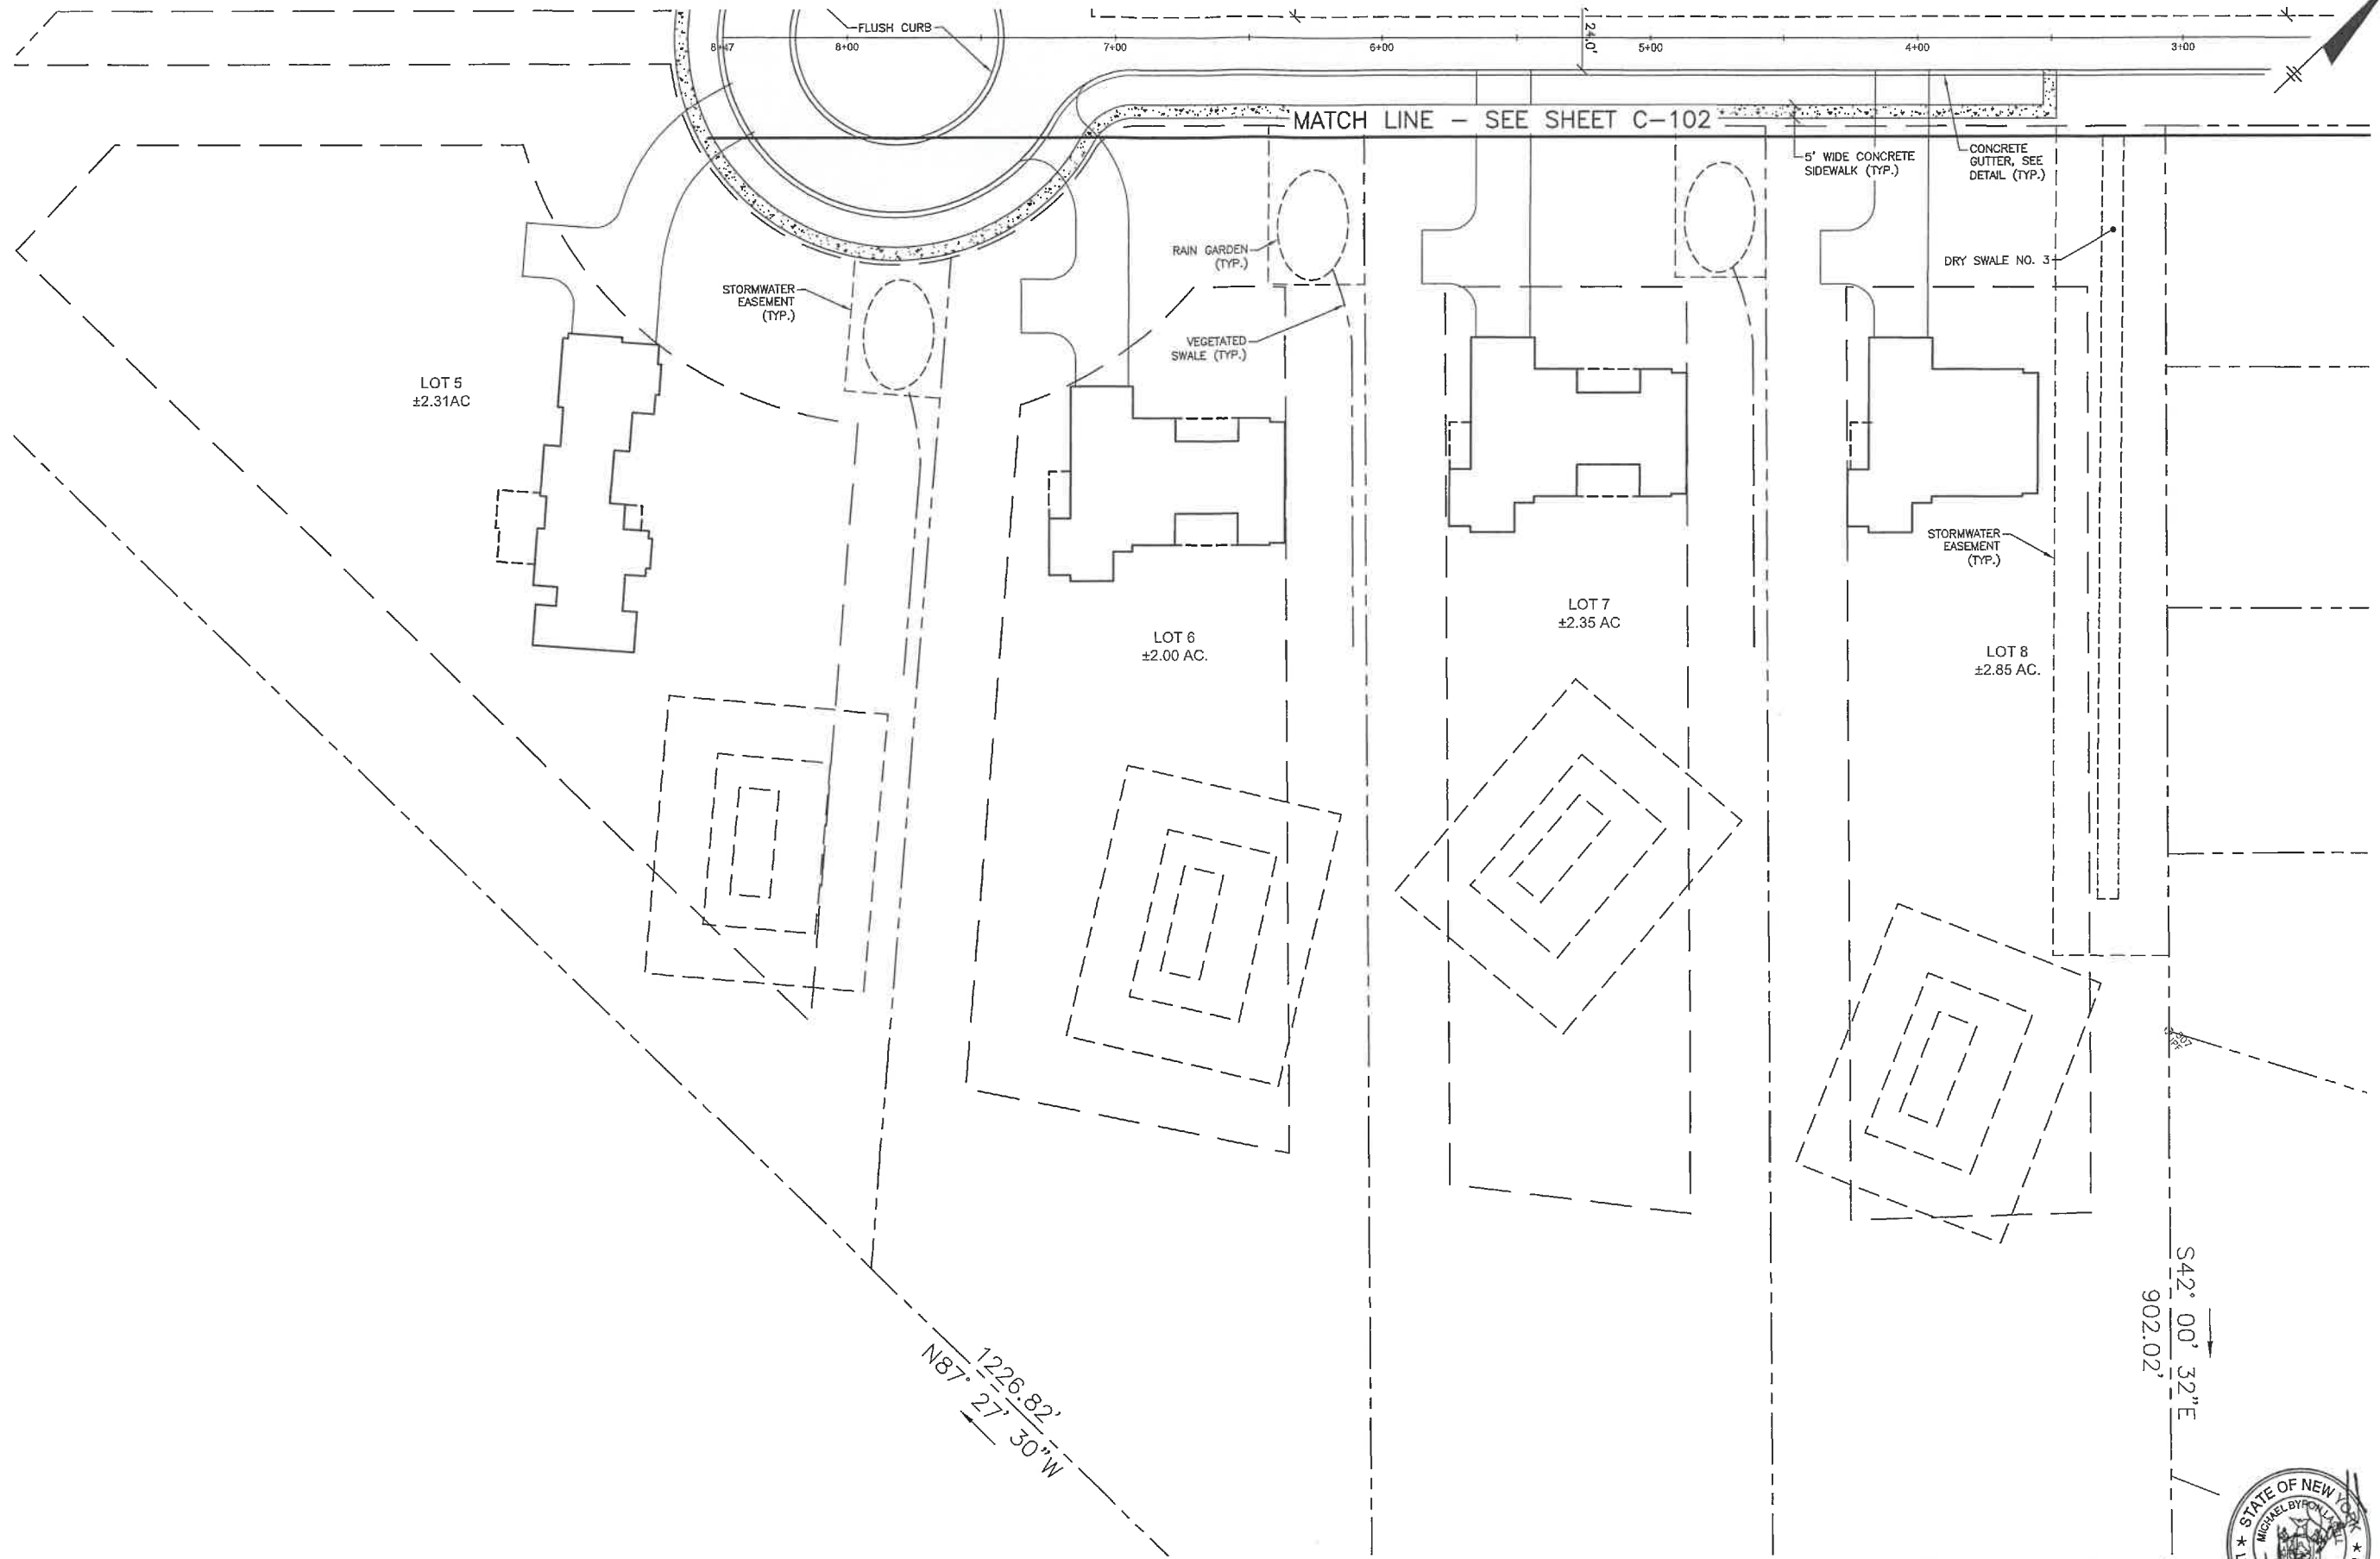 FLUSH CURB
24.0'
8+47
8+00
7+00
6+00
5+00
4+00
3+00
MATCH LINE - SEE SHEET C-102
5' WIDE CONCRETE
SIDEWALK (TYP.)
CONCRETE
GUTTER, SEE
DETAIL (TYP.)
RAIN GARDEN
(TYP.)
DRY SWALE NO. 3
STORMWATER
EASEMENT
(TYP.)
VEGETATED
SWALE (TYP.)
LOT 5
±2.31AC
STORMWATER
EASEMENT
(TYP.)
LOT 6
±2.00 AC.
LOT 7
±2.35 AC
LOT 8
±2.85 AC.
S42° 00' 32"E
902.02'
1226.82'
N87° 27' 30"W
STATE OF NEW YORK